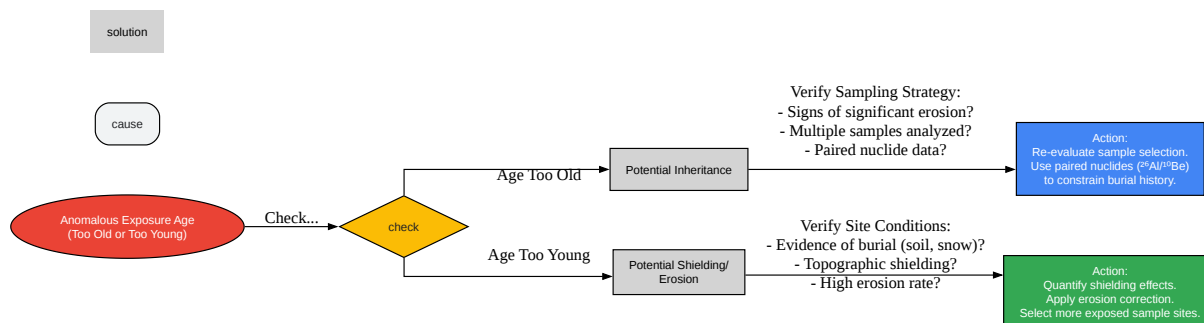 solution
cause
Anomalous Exposure Age
(Too Old or Too Young)
Check...
check
Age Too Old
Potential Inheritance
Verify Sampling Strategy:
- Signs of significant erosion?
- Multiple samples analyzed?
- Paired nuclide data?
Action:
Re-evaluate sample selection.
Use paired nuclides (²⁶Al/¹⁰Be)
to constrain burial history.
Age Too Young
Potential Shielding/
Erosion
Verify Site Conditions:
- Evidence of burial (soil, snow)?
- Topographic shielding?
- High erosion rate?
Action:
Quantify shielding effects.
Apply erosion correction.
Select more exposed sample sites.